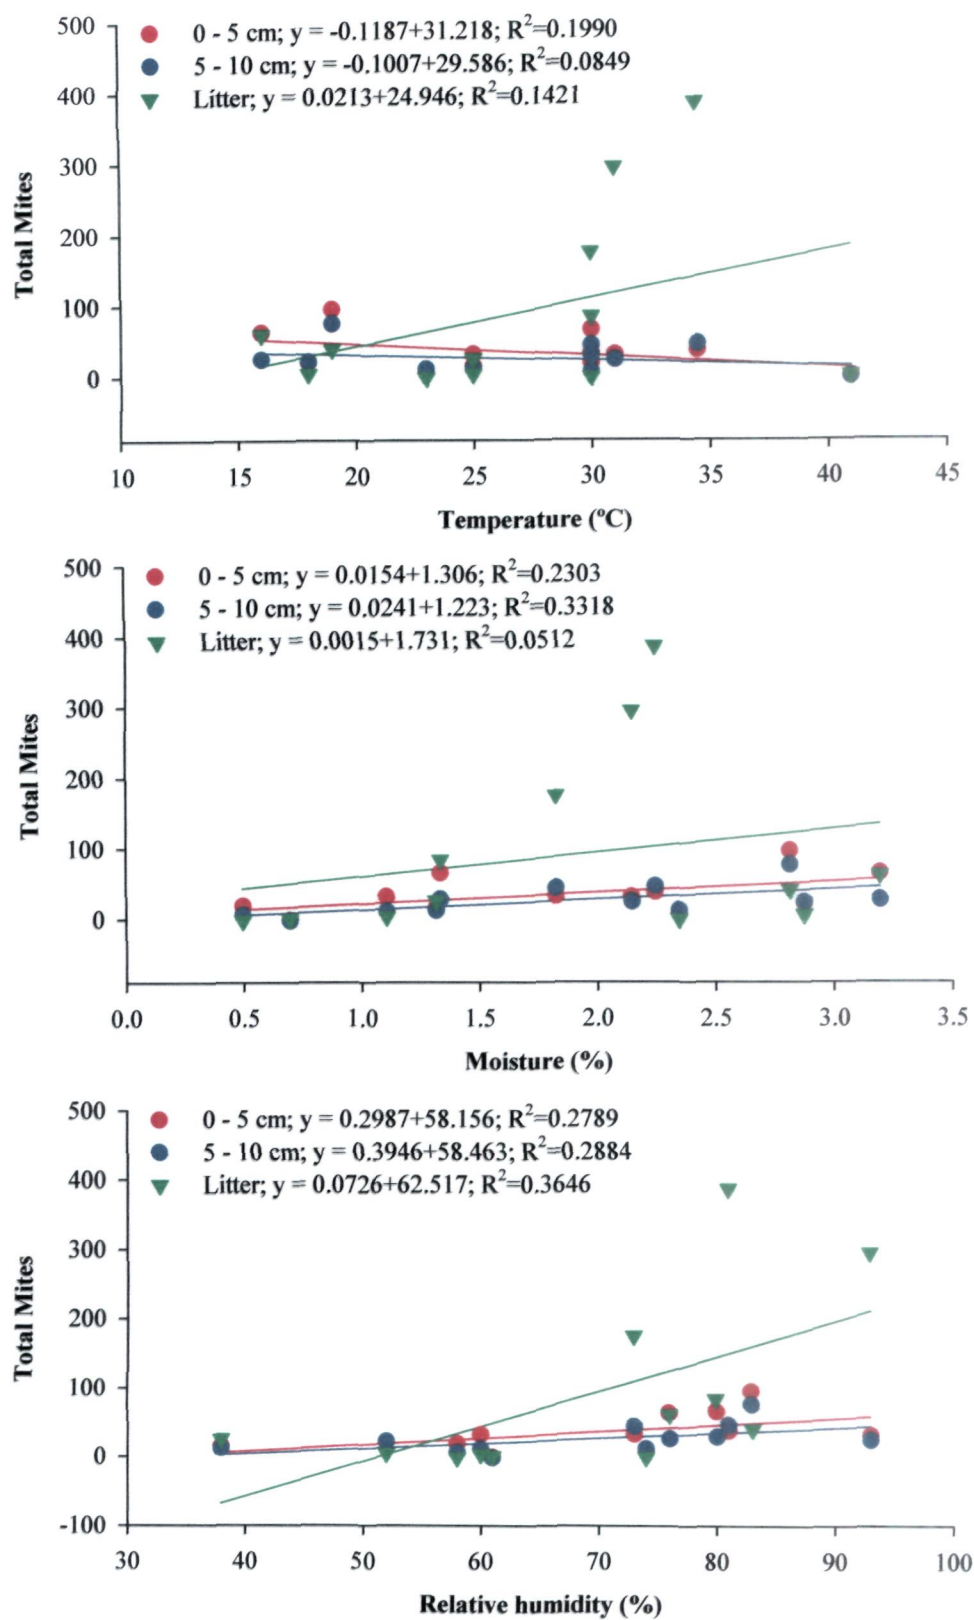 500
0 - 5 cm; y = -0.1187+31.218; R²=0.1990
5 - 10 cm; y = -0.1007+29.586; R²=0.0849
400
Litter; y = 0.0213+24.946; R²=0.1421
300
200
100
0
Total Mites
10 15 20 25 30 35 40 45
Temperature (ºC)
500
0 - 5 cm; y = 0.0154+1.306; R²=0.2303
5 - 10 cm; y = 0.0241+1.223; R²=0.3318
400
Litter; y = 0.0015+1.731; R²=0.0512
300
200
100
0
Total Mites
0.0 0.5 1.0 1.5 2.0 2.5 3.0 3.5
Moisture (%)
500
0 - 5 cm; y = 0.2987+58.156; R²=0.2789
5 - 10 cm; y = 0.3946+58.463; R²=0.2884
400
Litter; y = 0.0726+62.517; R²=0.3646
300
200
100
0
-100
Total Mites
30 40 50 60 70 80 90 100
Relative humidity (%)